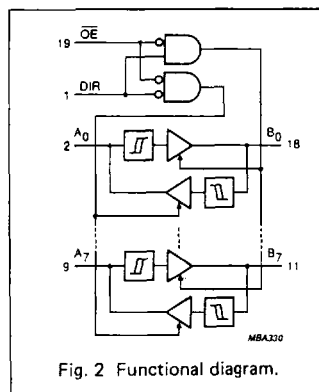 19 OE
1 DIR
2 A0 B0 18
9 A7 B7 11
MBA330
Fig. 2 Functional diagram.